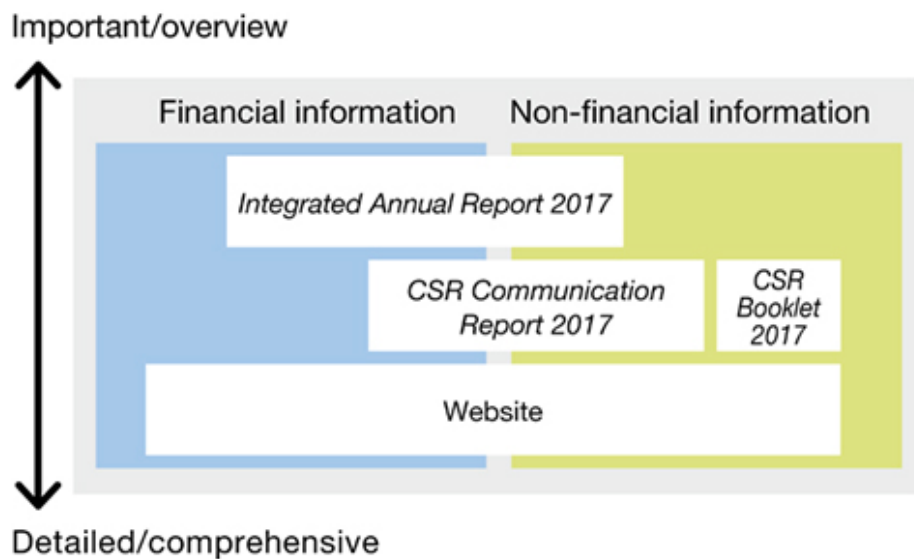 Important/overview
Financial information
Non-financial information
Integrated Annual Report 2017
CSR Communication
Report 2017
CSR
Booklet
2017
Website
Detailed/comprehensive